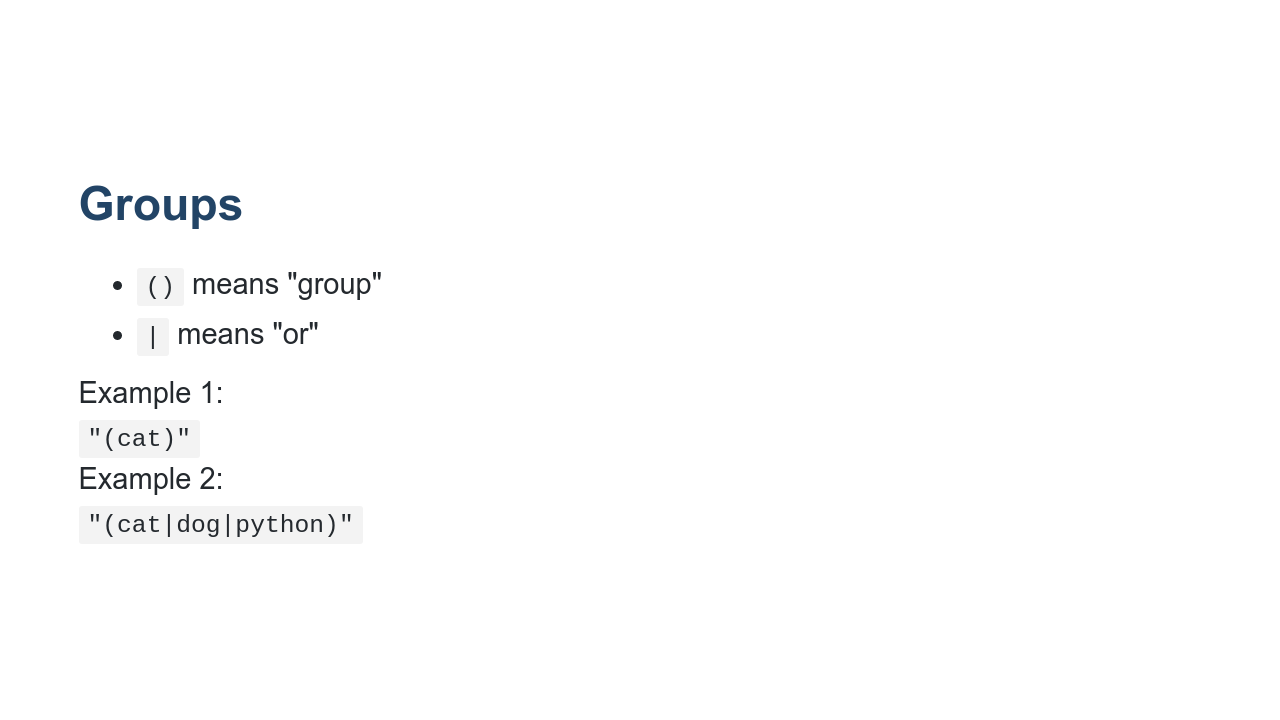 Groups
• () means "group"
• | means "or"
Example 1:
"(cat)"
Example 2:
"(cat|dog|python)"